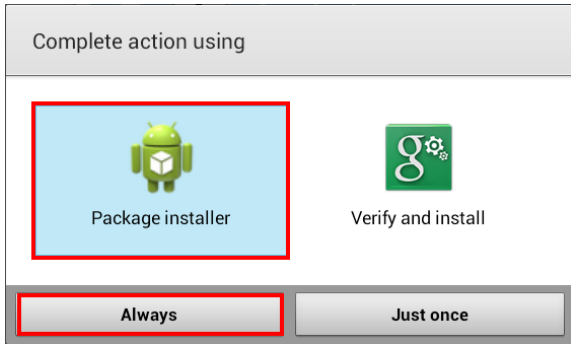 Complete action using
Package installer
Verify and install
Always
Just once